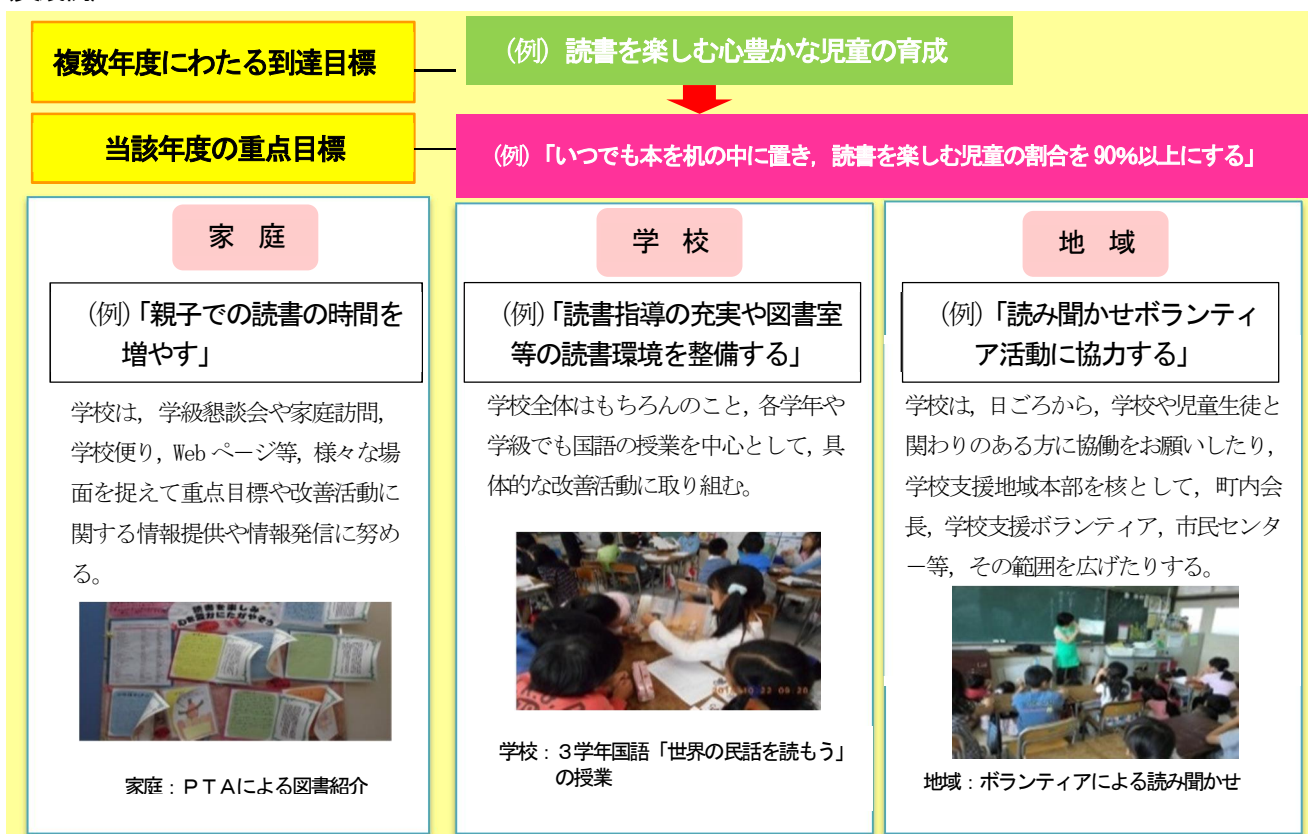 複数年度にわたる到達目標
(例) 読書を楽しむ心豊かな児童の育成
当該年度の重点目標
(例)「いつでも本を机の中に置き，読書を楽しむ児童の割合を 90％以上にする」
家 庭
(例)「親子での読書の時間を
増やす」
学校は，学級懇談会や家庭訪問，
学校便り，Web ページ等，様々な場
面を捉えて重点目標や改善活動に
関する情報提供や情報発信に努め
る。
読書を楽しみ
心を豊かにたがやそう
家庭：ＰＴＡによる図書紹介
学 校
(例)「読書指導の充実や図書室
等の読書環境を整備する」
学校全体はもちろんのこと，各学年や
学級でも国語の授業を中心として，具
体的な改善活動に取り組む。
学校：３学年国語「世界の民話を読もう」
の授業
地 域
(例)「読み聞かせボランティ
ア活動に協力する」
学校は，日ごろから，学校や児童生徒と
関わりのある方に協働をお願いしたり，
学校支援地域本部を核として，町内会
長，学校支援ボランティア，市民センタ
ー等，その範囲を広げたりする。
地域：ボランティアによる読み聞かせ